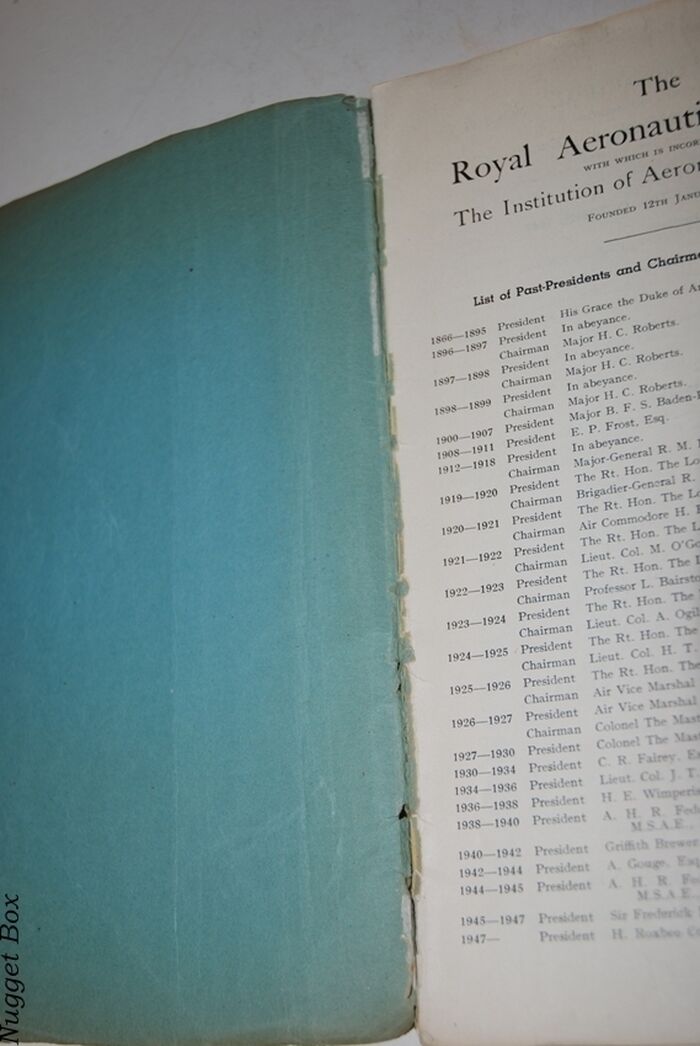 The
Royal Aeronauti
WITH WHICH IS INCOR
The Institution of Aeron
FOUNDED 12TH JANU
List of Past-Presidents and Chairme
1866—1895 President His Grace the Duke of Ar
1896—1897 President In abeyance.
Chairman Major H. C. Roberts.
1897—1898 President In abeyance.
Chairman Major H. C. Roberts.
1898—1899 President In abeyance.
Chairman Major H. C. Roberts.
1900—1907 President Major B. F. S. Baden-
1908—1911 President E. P. Frost, Esq.
1912—1918 President In abeyance.
Chairman Major-General R. M.
1919—1920 President The Rt. Hon. The Lo
Chairman Brigadier-General R.
1920—1921 President The Rt. Hon. The Lo
Chairman Air Commodore H.
1921—1922 President The Rt. Hon. The L
Chairman Lieut. Col. M. O'Go
1922—1923 President The Rt. Hon. The L
Chairman Professor L. Bairsto
1923—1924 President The Rt. Hon. The
Chairman Lieut. Col. A. Ogil
1924—1925 President The Rt. Hon. The
Chairman Lieut. Col. H. T.
1925—1926 President The Rt. Hon. The
Chairman Air Vice Marshal
1926—1927 President Air Vice Marshal
Chairman Colonel The Mast
1927—1930 President Colonel The Mast
1930—1934 President C. R. Fairey, Es
1934—1936 President Lieut. Col. J. T.
1936—1938 President H. E. Wimperis
1938—1940 President A. H. R. Fed
M.S.A.E.
1940—1942 President Griffith Brewer
1942—1944 President A. Gouge, Esq
1944—1945 President A. H. R. Fe
M.S.A.E.
1945—1947 President Sir Frederick
1947— President H. Roxbee Co
Nugget Box